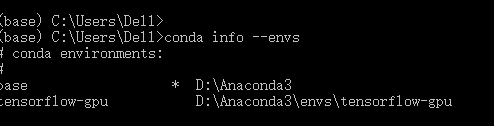 (base) C:\Users\Dell>
(base) C:\Users\Dell>conda info --envs
# conda environments:
#
base                  *  D:\Anaconda3
tensorflow-gpu           D:\Anaconda3\envs\tensorflow-gpu